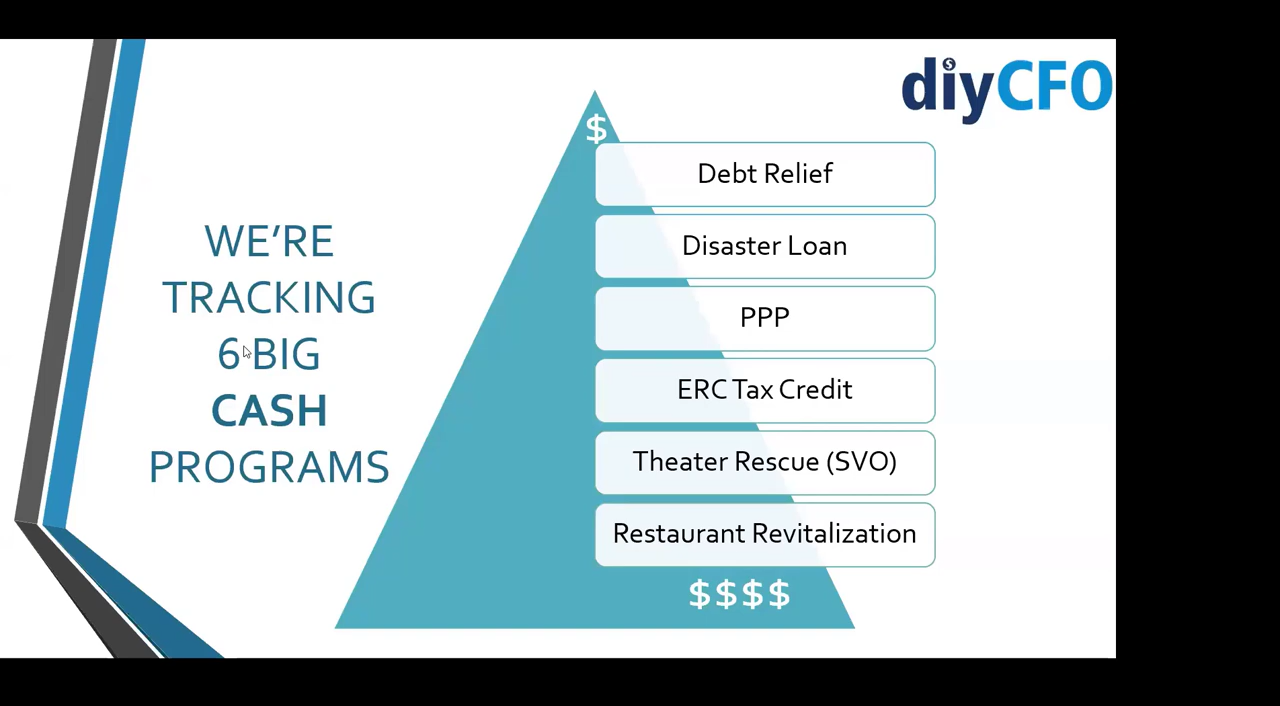 diyCFO
WE’RE
TRACKING
6 BIG
CASH
PROGRAMS
$
Debt Relief
Disaster Loan
PPP
ERC Tax Credit
Theater Rescue (SVO)
Restaurant Revitalization
$$$$